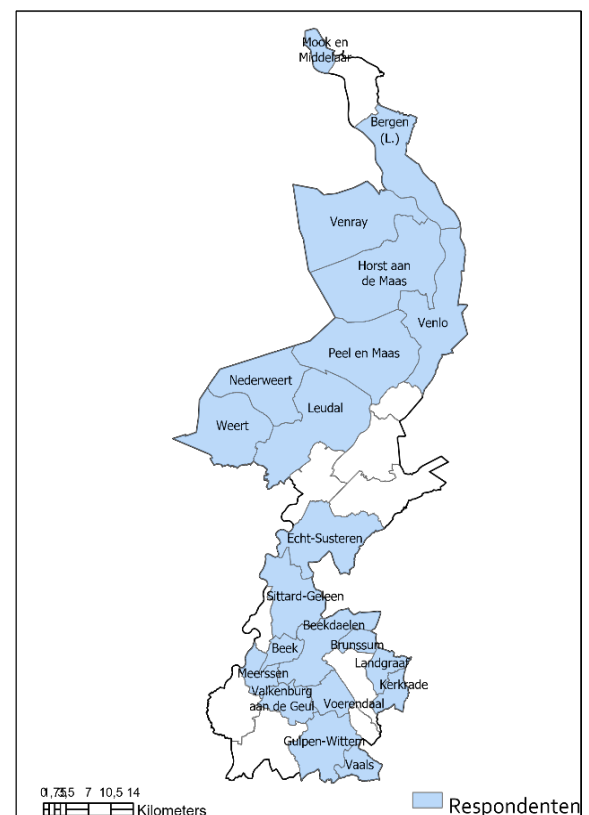 Mook en
Middelaar
Bergen
(L.)
Venray
Horst aan
de Maas
Venlo
Peel en Maas
Nederweert
Leudal
Weert
Echt-Susteren
Sittard-Geleen
Beekdaelen
Brunssum
Beek
Landgraaf
Meerssen
Kerkrade
Valkenburg
aan de Geul
Voerendaal
Gulpen-Wittem
Vaals
7 10,5 14
Kilometers
Respondenten